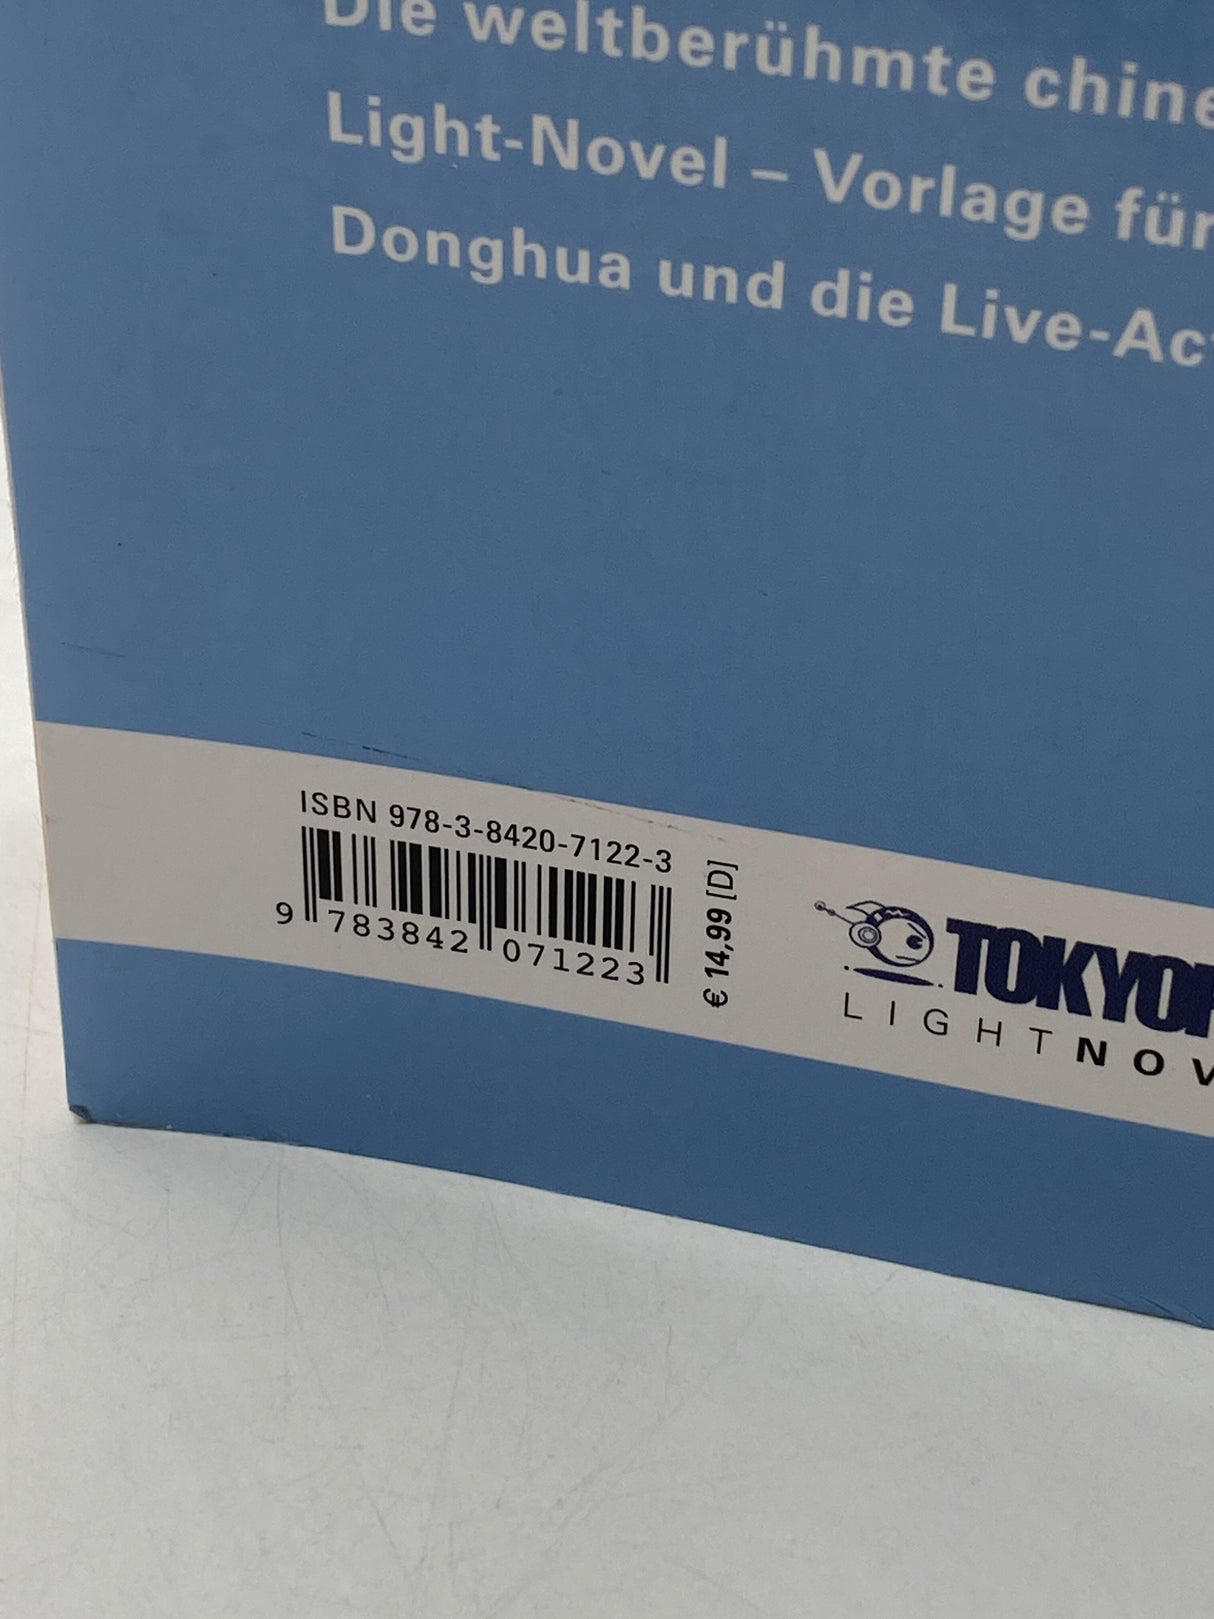 Die weltberühmte chine
Light-Novel – Vorlage für
Donghua und die Live-Ac
ISBN 978-3-8420-7122-3
9 783842 071223
€ 14,99 [D]
TOKYOP
LIGHTNOV